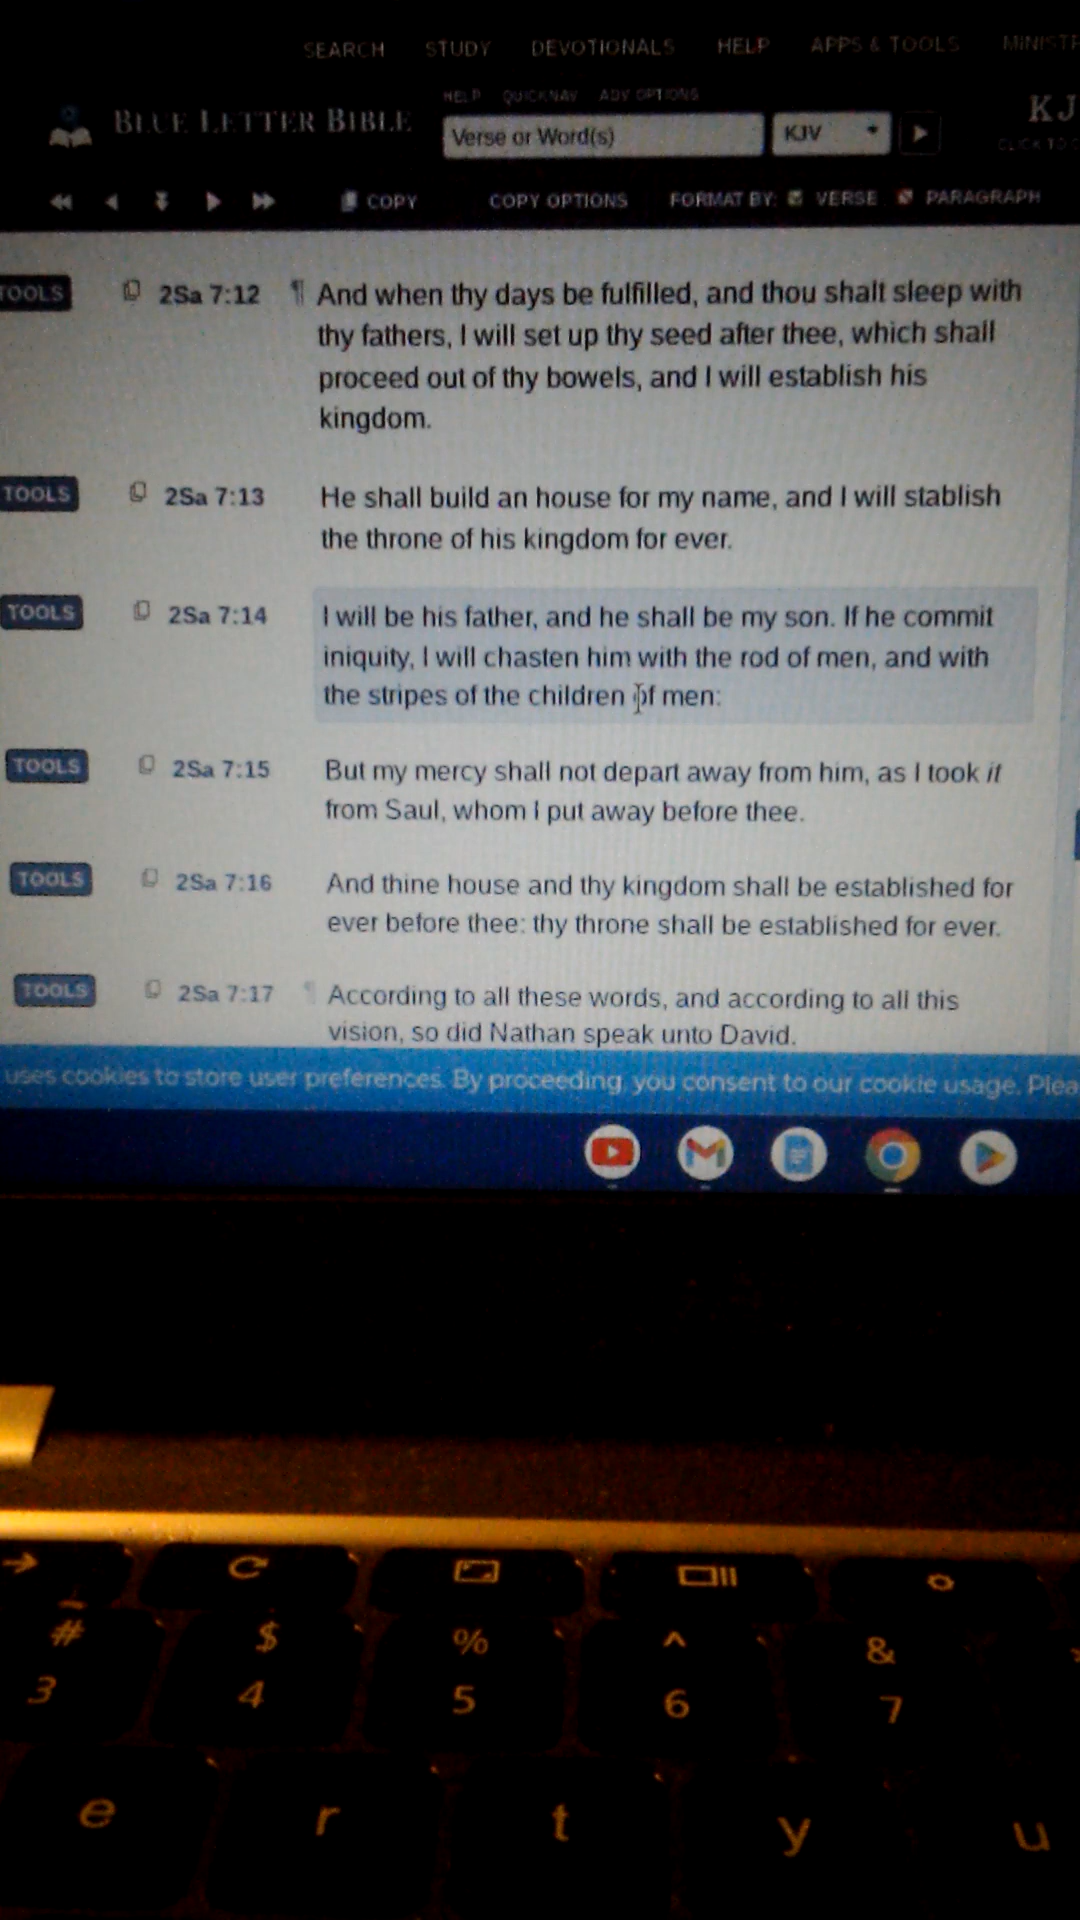 SEARCH STUDY DEVOTIONALS HELP APPS & TOOLS
HELP QUICKNAV ADV OPTIONS
BLUE LETTER BIBLE Verse or Word(s) KJV KJ
COPY COPY OPTIONS FORMAT BY: VERSE PARAGRAPH
TOOLS 2Sa 7:12 ¶ And when thy days be fulfilled, and thou shalt sleep with
thy fathers, I will set up thy seed after thee, which shall
proceed out of thy bowels, and I will establish his
kingdom.
TOOLS 2Sa 7:13 He shall build an house for my name, and I will stablish
the throne of his kingdom for ever.
TOOLS 2Sa 7:14 I will be his father, and he shall be my son. If he commit
iniquity, I will chasten him with the rod of men, and with
the stripes of the children of men:
TOOLS 2Sa 7:15 But my mercy shall not depart away from him, as I took it
from Saul, whom I put away before thee.
TOOLS 2Sa 7:16 And thine house and thy kingdom shall be established for
ever before thee: thy throne shall be established for ever.
TOOLS 2Sa 7:17 ¶ According to all these words, and according to all this
vision, so did Nathan speak unto David.
uses cookies to store user preferences. By proceeding, you consent to our cookie usage. Plea
# $ % ^ &
3 4 5 6 7
e r t y u